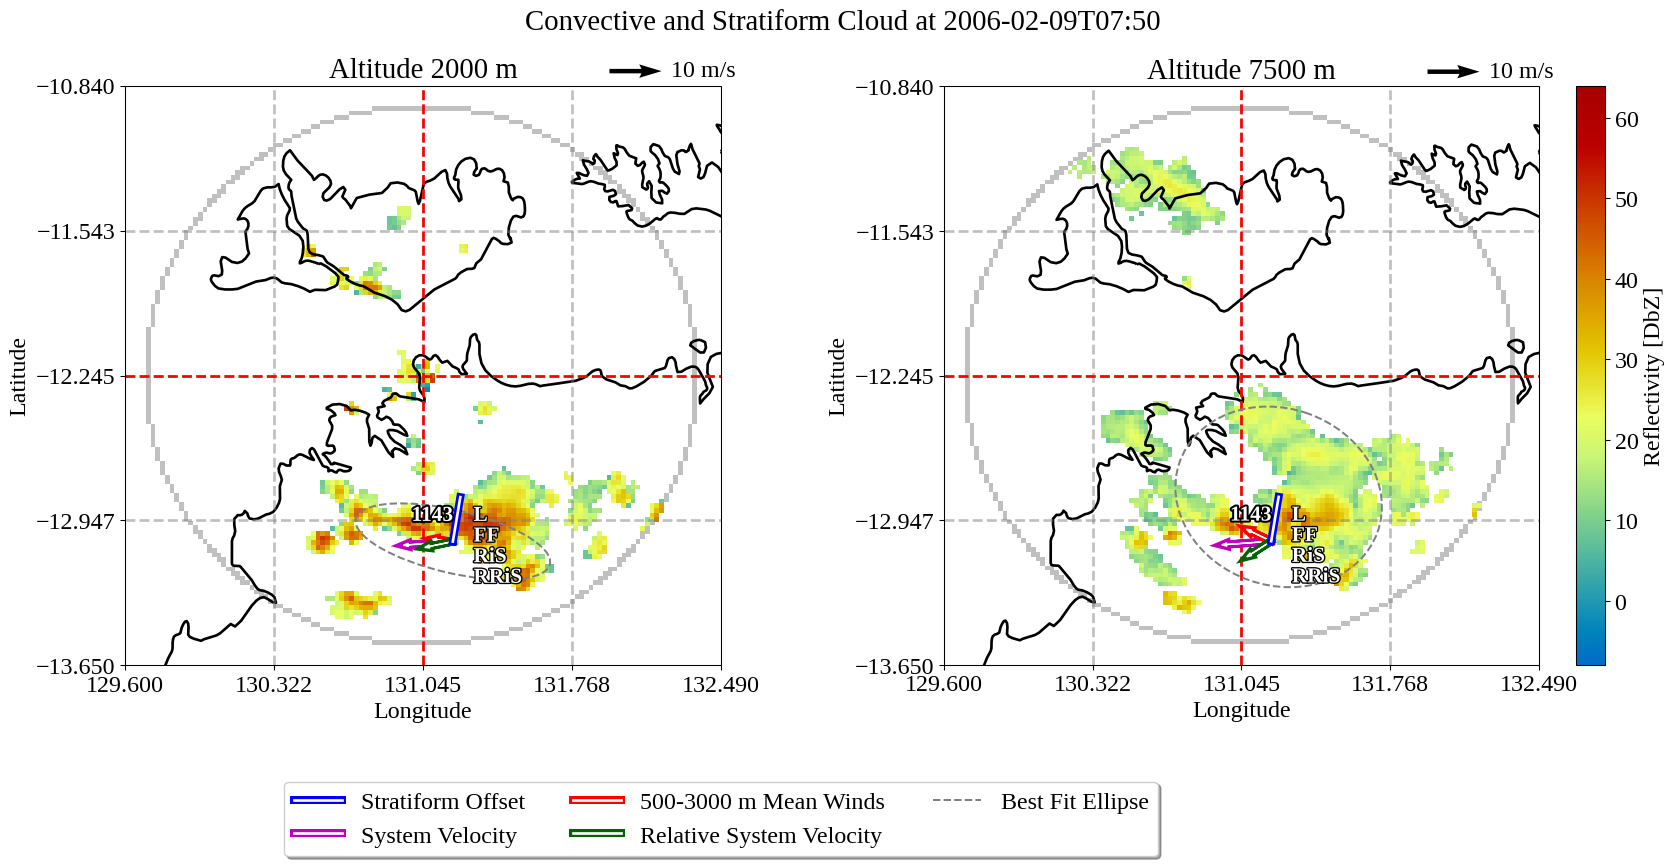 Convective and Stratiform Cloud at 2006-02-09T07:50
Altitude 2000 m
10 m/s
−10.840
−11.543
−12.245
−12.947
−13.650
Latitude
129.600
130.322
131.045
131.768
132.490
Longitude
1143
L
FF
RiS
RRiS
Altitude 7500 m
10 m/s
−10.840
−11.543
−12.245
−12.947
−13.650
Latitude
129.600
130.322
131.045
131.768
132.490
Longitude
1143
L
FF
RiS
RRiS
60
50
40
30
20
10
0
Reflectivity [DbZ]
Stratiform Offset
System Velocity
500-3000 m Mean Winds
Relative System Velocity
Best Fit Ellipse